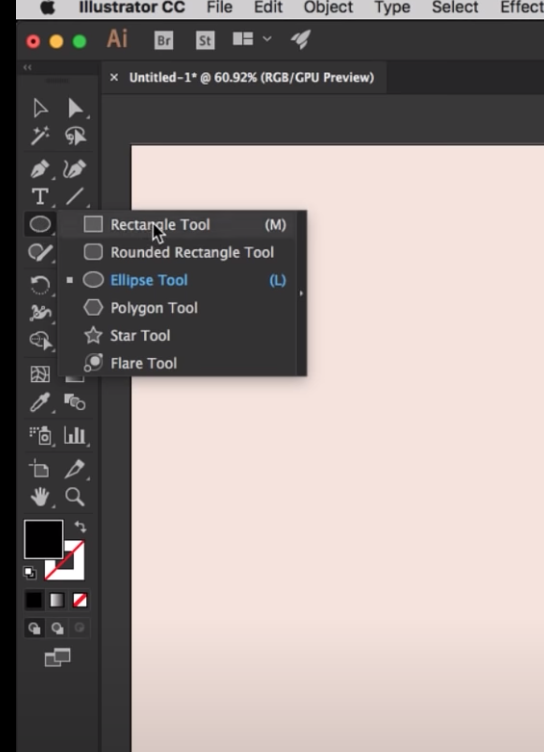 Illustrator CC File Edit Object Type Select Effect
Ai Br St
× Untitled-1* @ 60.92% (RGB/GPU Preview)
T
Rectangle Tool (M)
Rounded Rectangle Tool
Ellipse Tool (L)
Polygon Tool
Star Tool
Flare Tool